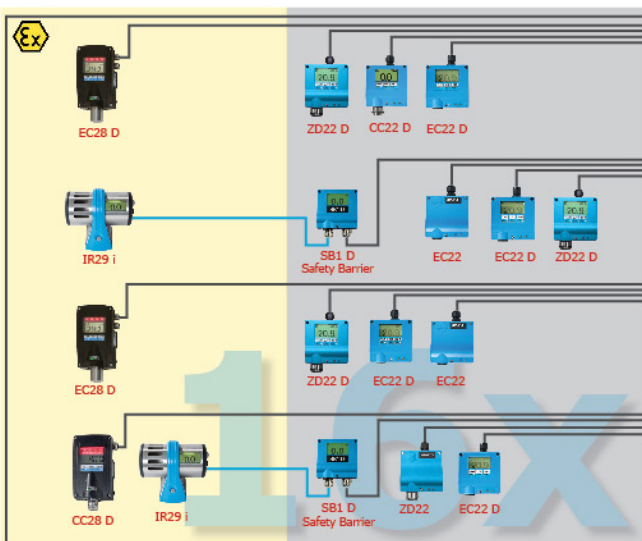 Ex
EC28 D
ZD22 D
CC22 D
EC22 D
IR29 i
SB1 D
Safety Barrier
EC22
EC22 D
ZD22 D
EC28 D
ZD22 D
EC22 D
EC22
CC28 D
IR29 i
SB1 D
Safety Barrier
ZD22
EC22 D
16x